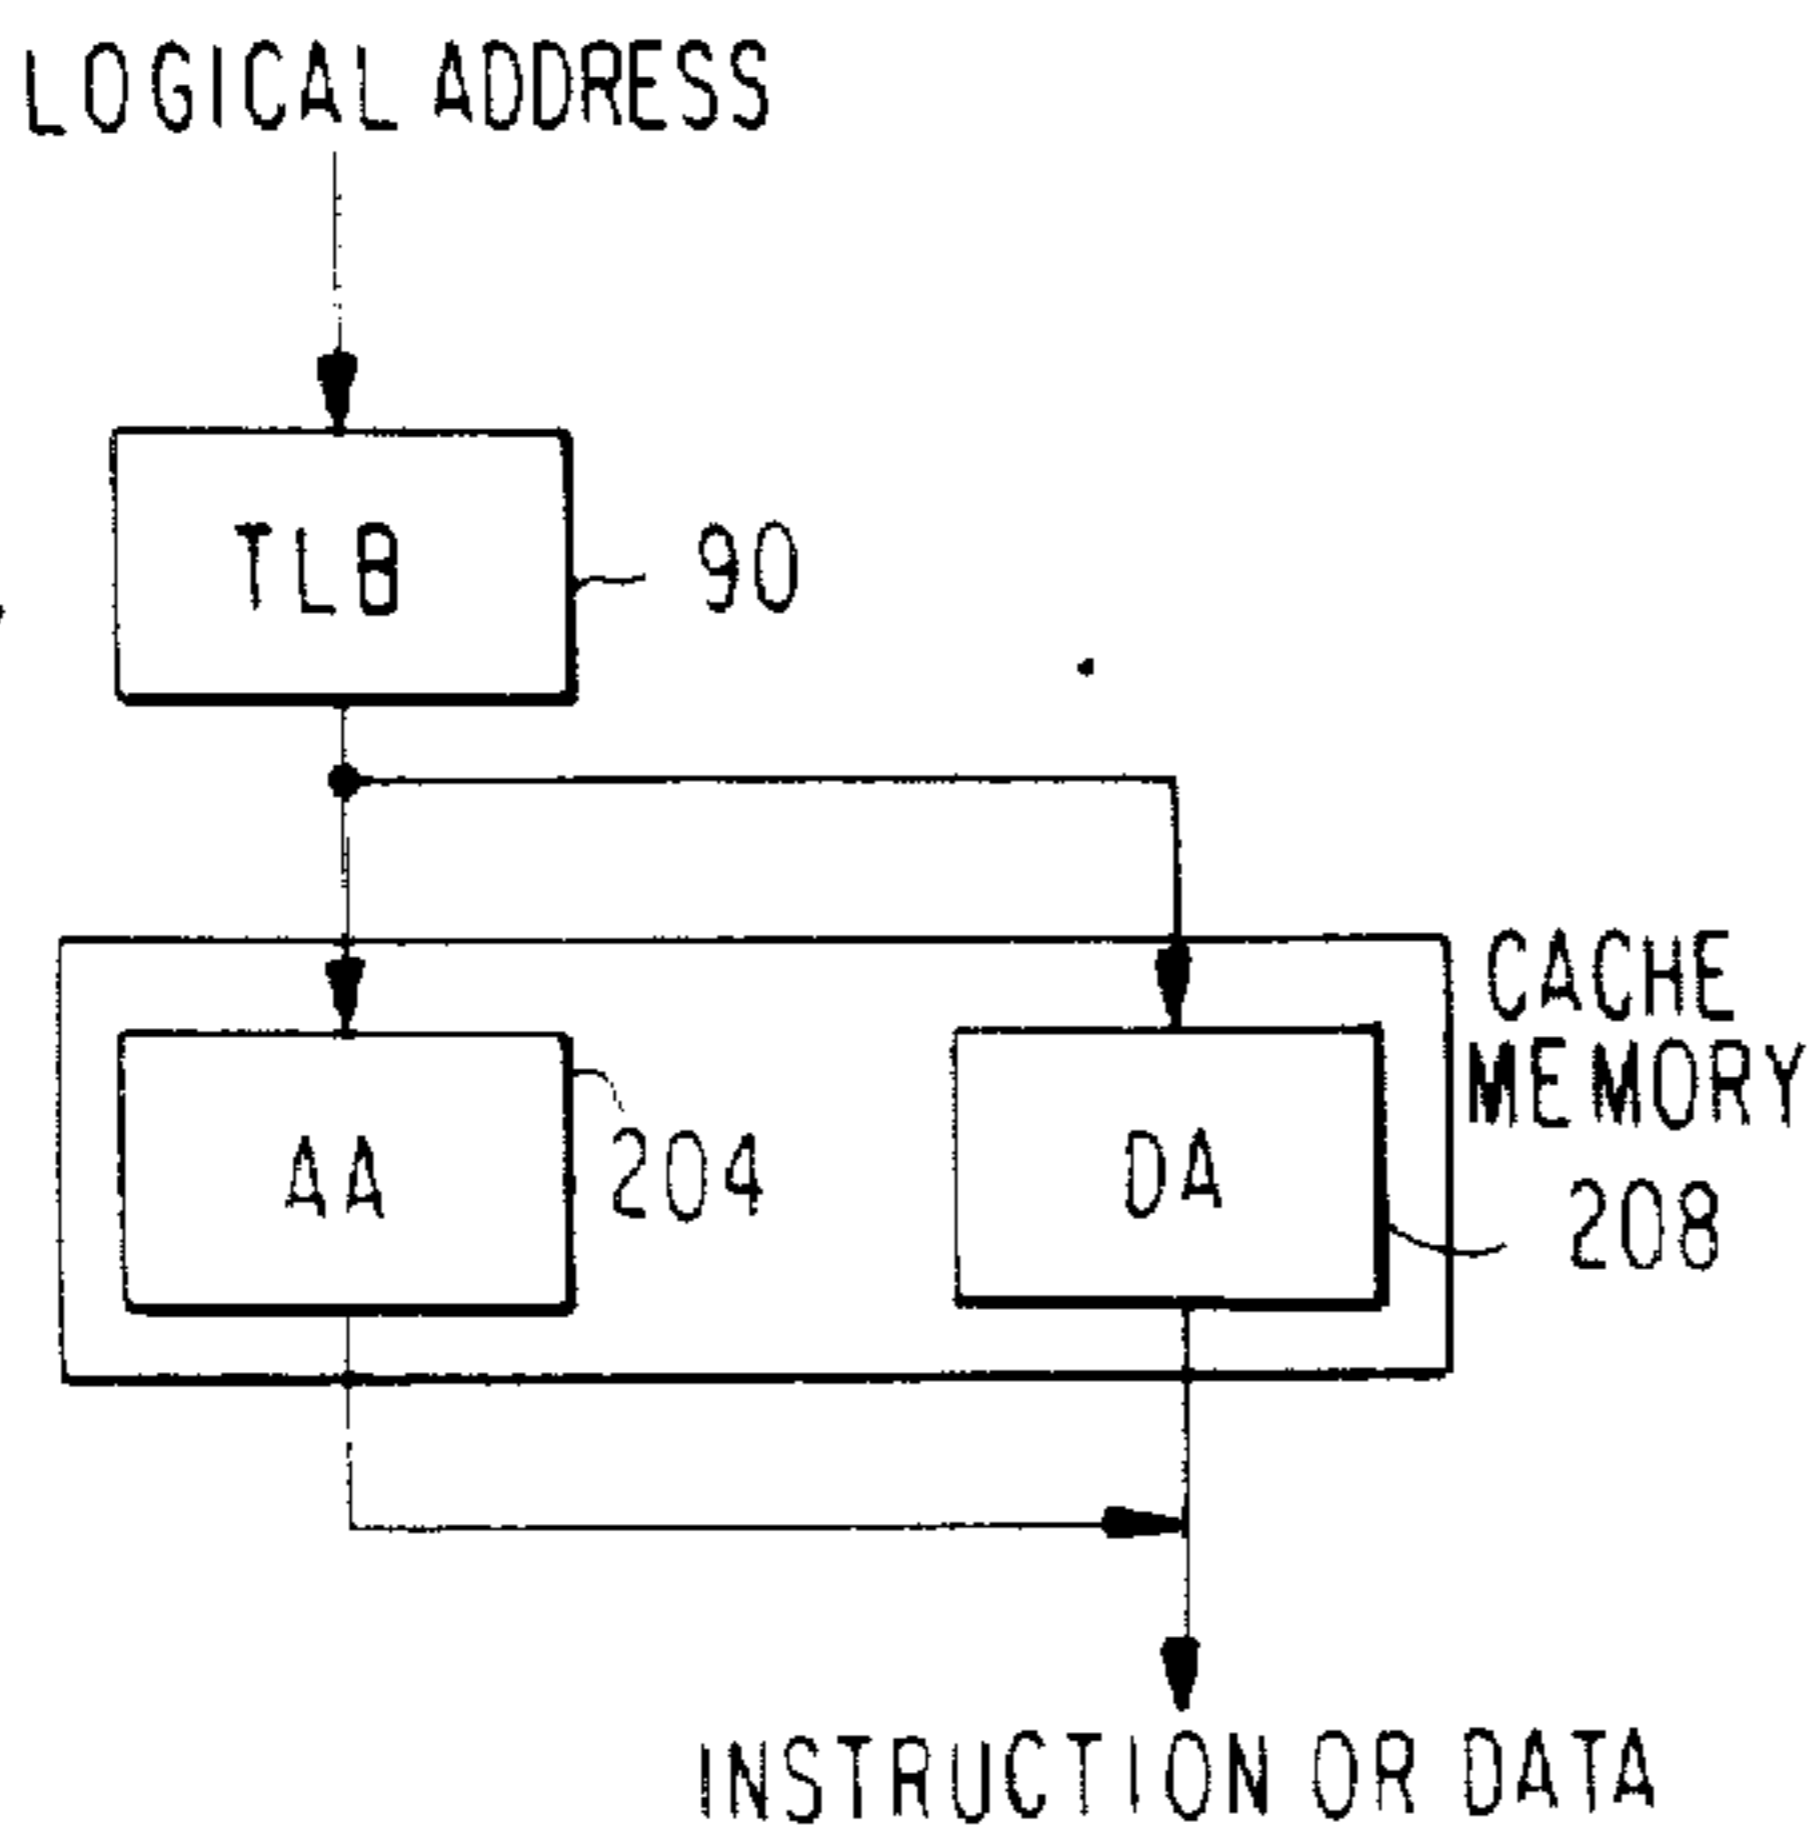 LOGICAL ADDRESS
TLB
90
CACHE
MEMORY
AA
204
DA
208
INSTRUCTION OR DATA